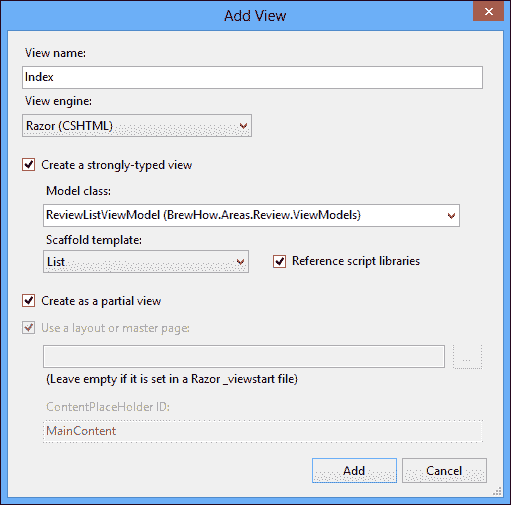 Add View
View name:
Index
View engine:
Razor (CSHTML)
Create a strongly-typed view
Model class:
ReviewListViewModel (BrewHow.Areas.Review.ViewModels)
Scaffold template:
List
Reference script libraries
Create as a partial view
Use a layout or master page:
...
(Leave empty if it is set in a Razor _viewstart file)
ContentPlaceHolder ID:
MainContent
Add Cancel